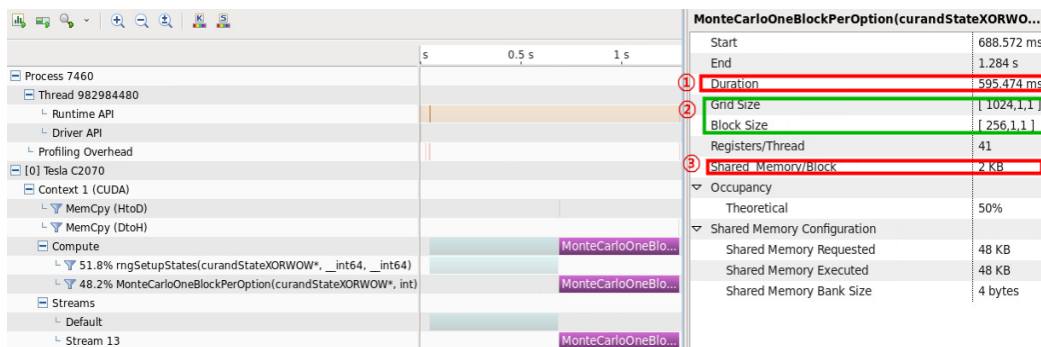 K S
s 0.5 s 1 s
Process 7460
Thread 982984480
Runtime API
Driver API
Profiling Overhead
[0] Tesla C2070
Context 1 (CUDA)
MemCpy (HtoD)
MemCpy (DtoH)
Compute MonteCarloOneBlo...
51.8% rngSetupStates(curandStateXORWOW*, __int64, __int64)
48.2% MonteCarloOneBlockPerOption(curandStateXORWOW*, int) MonteCarloOneBlo...
Streams
Default
Stream 13 MonteCarloOneBlo...
MonteCarloOneBlockPerOption(curandStateXORWO...
Start 688.572 ms
End 1.284 s
① Duration 595.474 ms
② Grid Size [ 1024,1,1 ]
Block Size [ 256,1,1 ]
Registers/Thread 41
③ Shared Memory/Block 2 KB
Occupancy
Theoretical 50%
Shared Memory Configuration
Shared Memory Requested 48 KB
Shared Memory Executed 48 KB
Shared Memory Bank Size 4 bytes